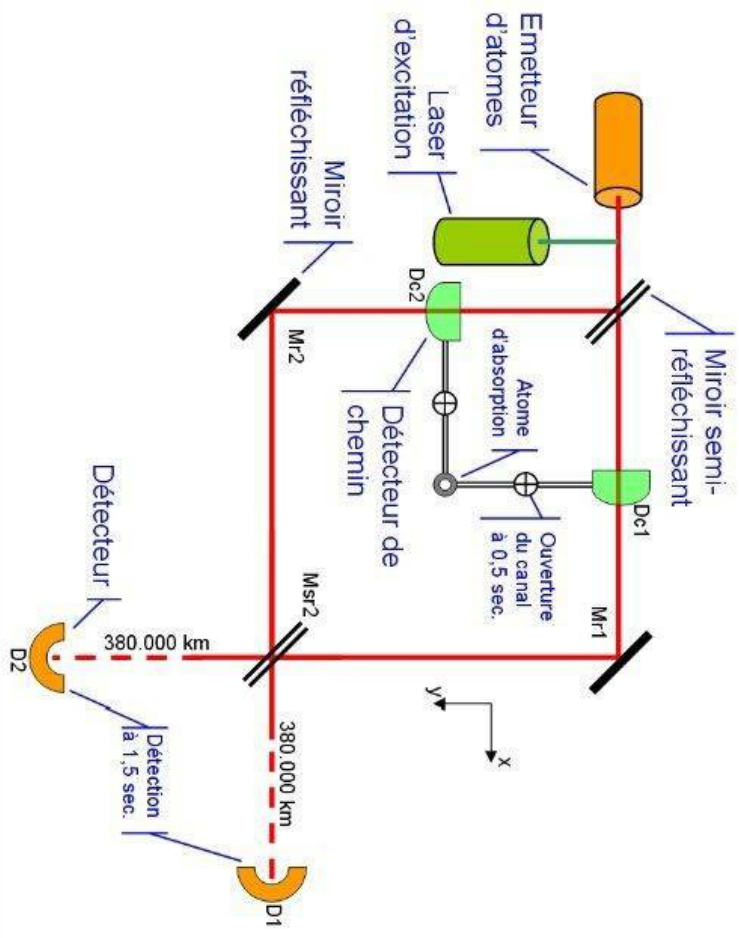 Emetteur
d'atomes
Laser
d'excitation
Miroir
réfléchissant
Miroir semi-
réfléchissant
Dc2
Mr2
Atome
d'absorption
Détecteur de
chemin
Ouverture
du canal
à 0,5 sec.
Dc1
Mr1
Msr2
Détecteur
380.000 km
D2
Détection
à 1,5 sec.
380.000 km
D1
y
x